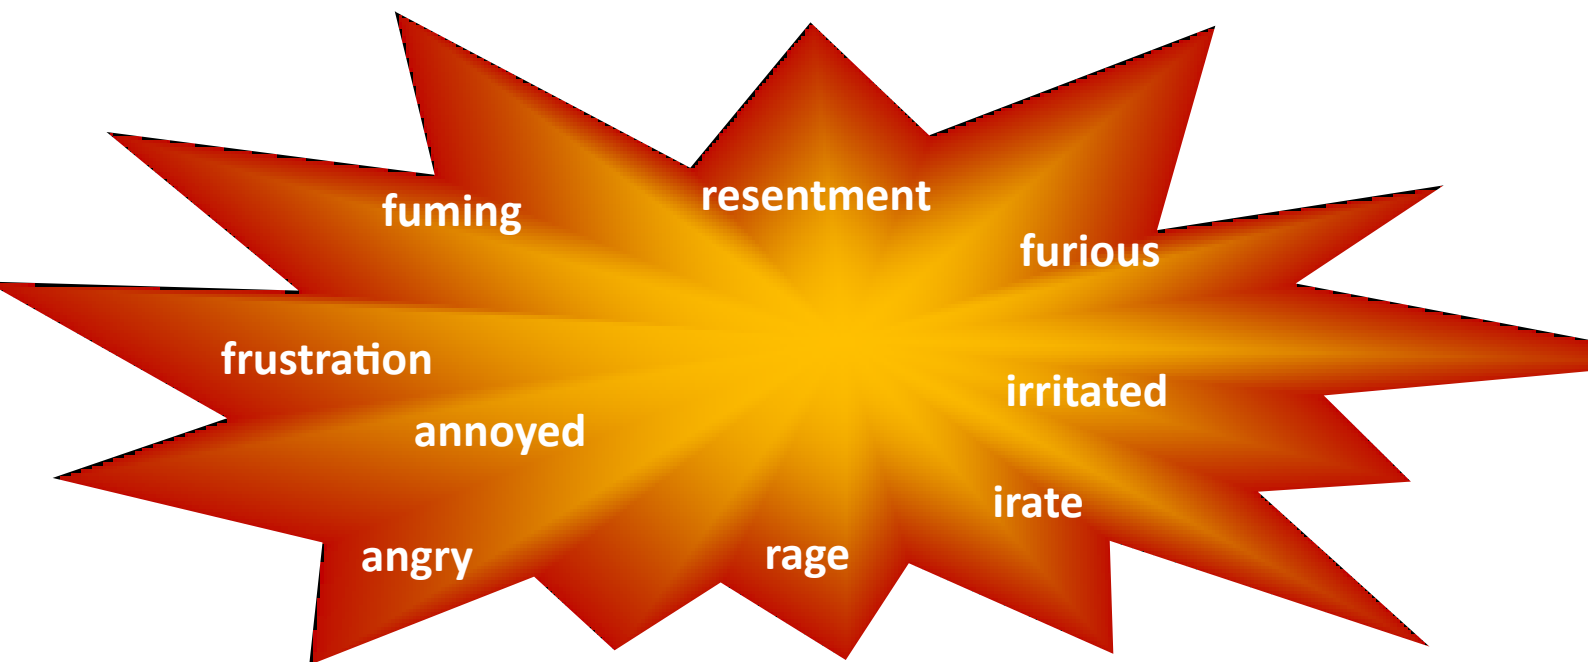 resentment
fuming
furious
frustration
irritated
annoyed
irate
rage
angry